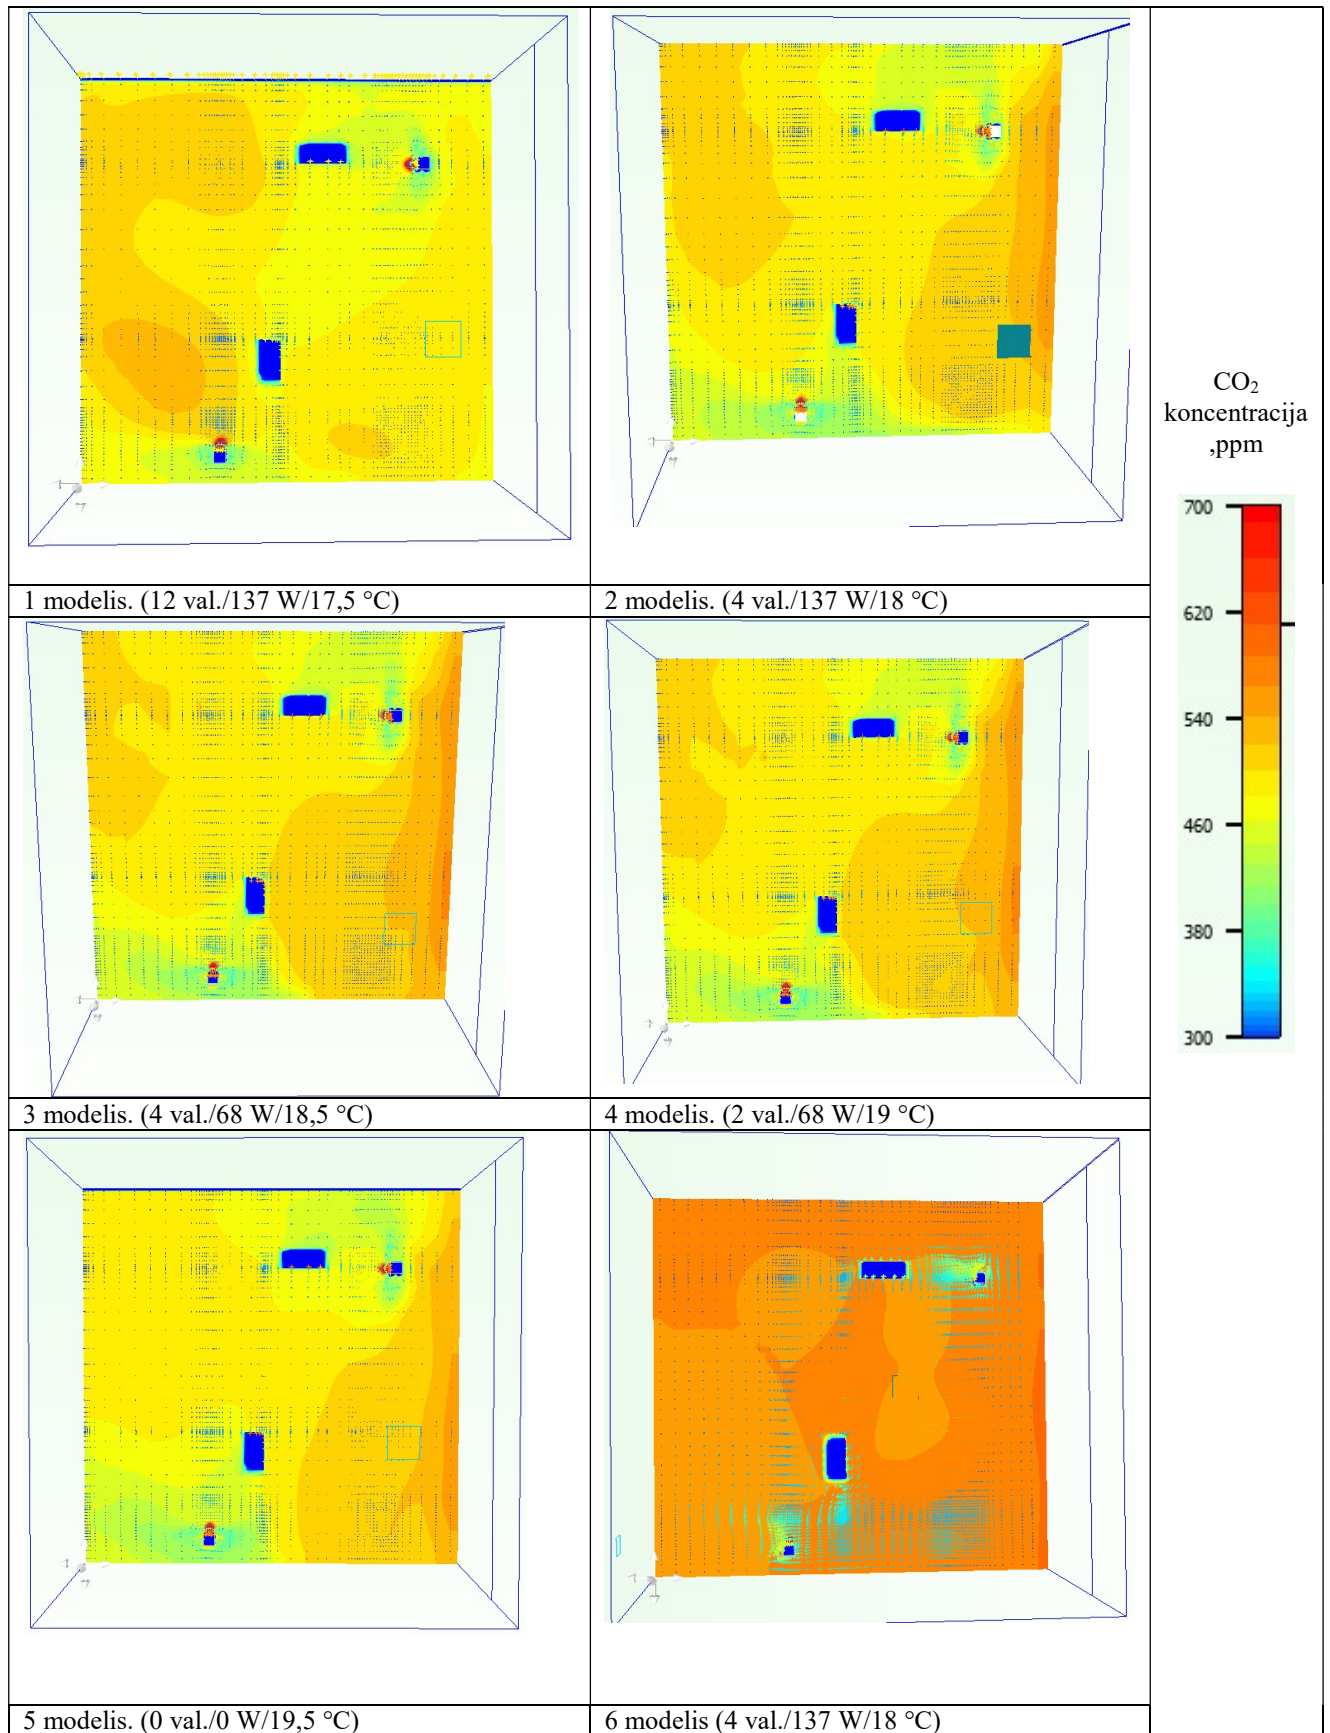 1 modelis. (12 val./137 W/17,5 °C)
2 modelis. (4 val./137 W/18 °C)
3 modelis. (4 val./68 W/18,5 °C)
4 modelis. (2 val./68 W/19 °C)
5 modelis. (0 val./0 W/19,5 °C)
6 modelis (4 val./137 W/18 °C)
CO₂
koncentracija
,ppm
700
620
540
460
380
300